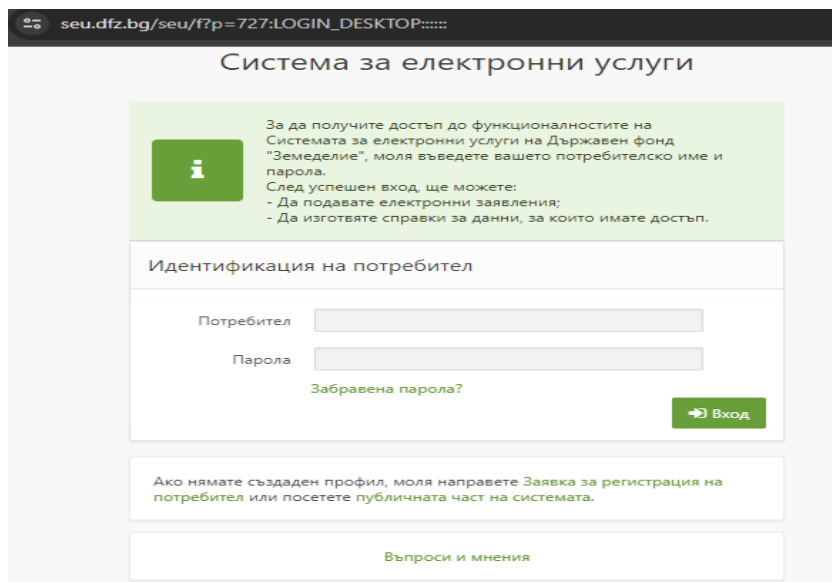 seu.dfz.bg/seu/f?p=727:LOGIN_DESKTOP::::::
Система за електронни услуги
За да получите достъп до функционалностите на
Системата за електронни услуги на Държавен фонд
"Земеделие", моля въведете вашето потребителско име и
парола.
След успешен вход, ще можете:
- Да подавате електронни заявления;
- Да изготвяте справки за данни, за които имате достъп.
Идентификация на потребител
Потребител
Парола
Забравена парола?
Вход
Ако нямате създаден профил, моля направете Заявка за регистрация на
потребител или посетете публичната част на системата.
Въпроси и мнения